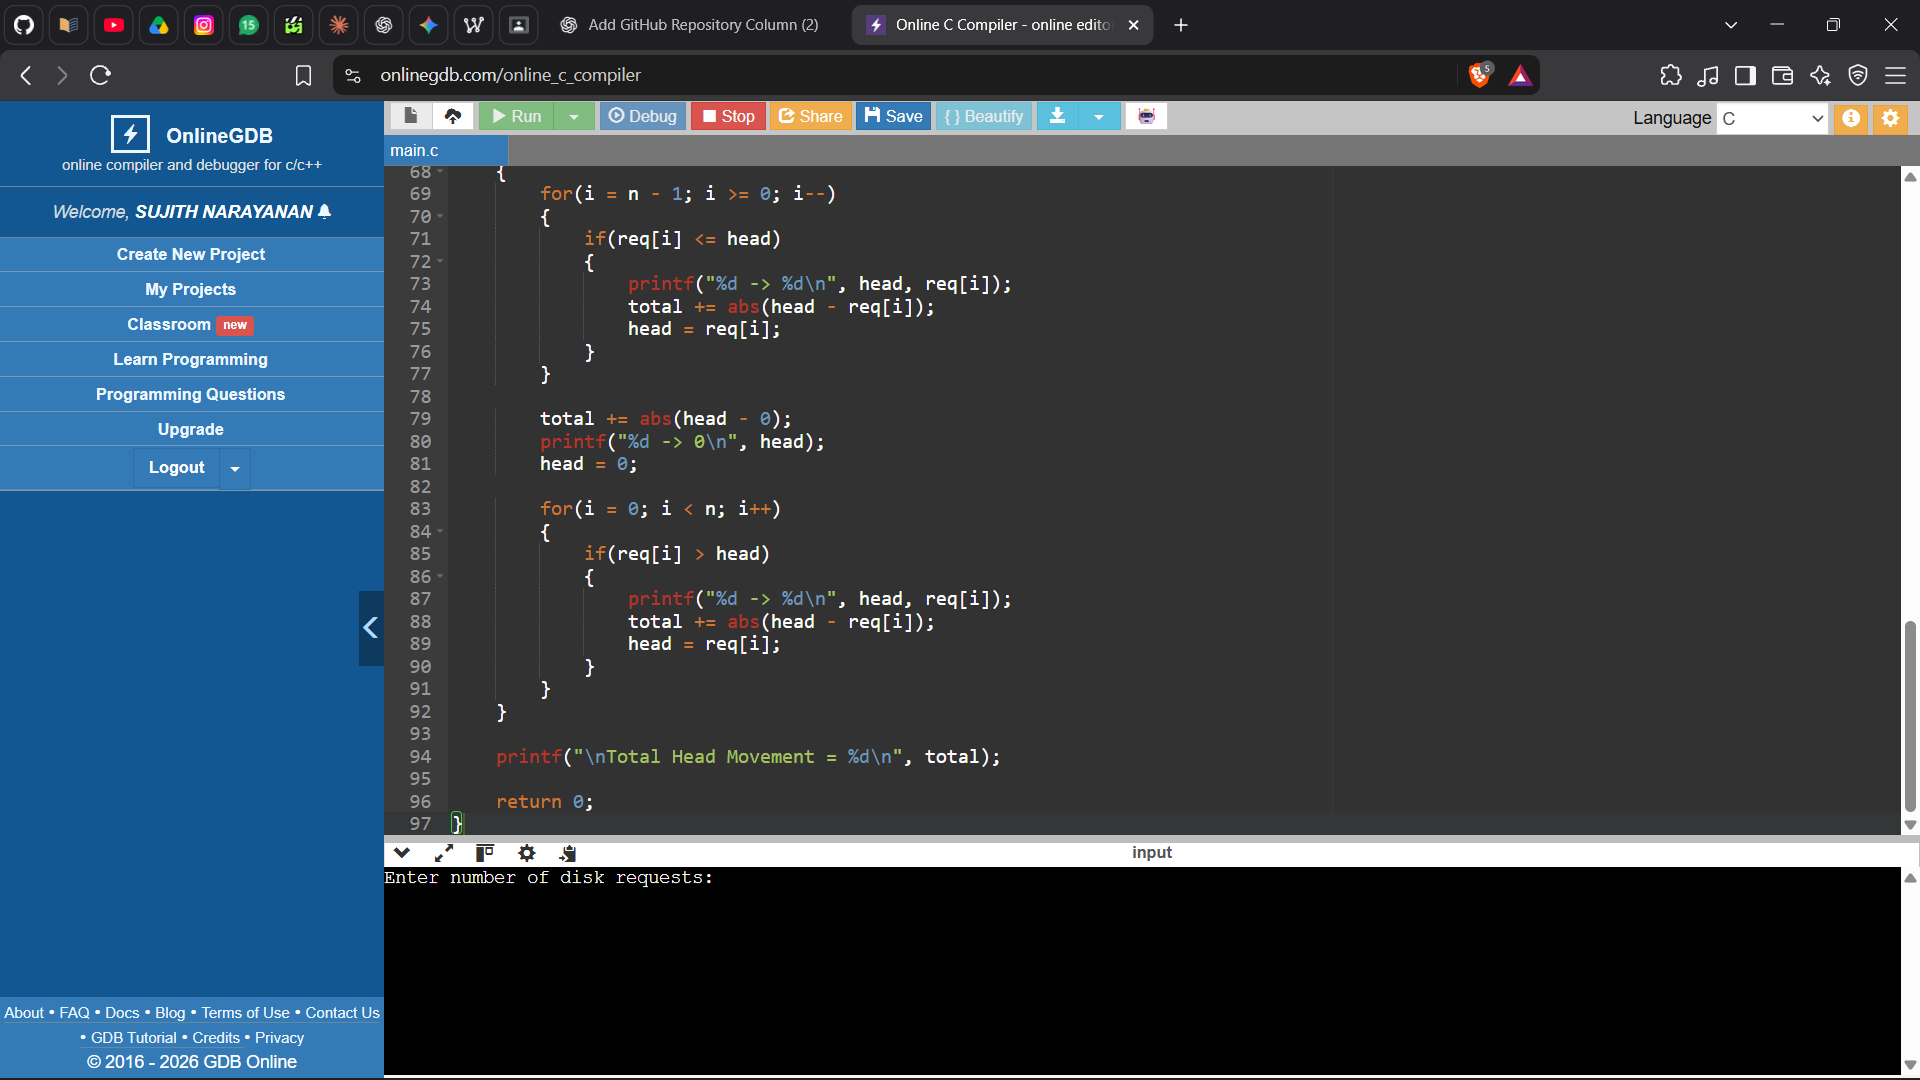 15
Add GitHub Repository Column (2)
Online C Compiler - online edito
onlinegdb.com/online_c_compiler
5
OnlineGDB
online compiler and debugger for c/c++
Welcome, SUJITH NARAYANAN
Create New Project
My Projects
Classroom new
Learn Programming
Programming Questions
Upgrade
Logout
About • FAQ • Docs • Blog • Terms of Use • Contact Us
• GDB Tutorial • Credits • Privacy
© 2016 - 2026 GDB Online
Run Debug Stop Share Save { } Beautify
Language C
main.c
68 {
69 for(i = n - 1; i >= 0; i--)
70 {
71 if(req[i] <= head)
72 {
73 printf("%d -> %d\n", head, req[i]);
74 total += abs(head - req[i]);
75 head = req[i];
76 }
77 }
78
79 total += abs(head - 0);
80 printf("%d -> 0\n", head);
81 head = 0;
82
83 for(i = 0; i < n; i++)
84 {
85 if(req[i] > head)
86 {
87 printf("%d -> %d\n", head, req[i]);
88 total += abs(head - req[i]);
89 head = req[i];
90 }
91 }
92 }
93
94 printf("\nTotal Head Movement = %d\n", total);
95
96 return 0;
97 }
input
Enter number of disk requests: